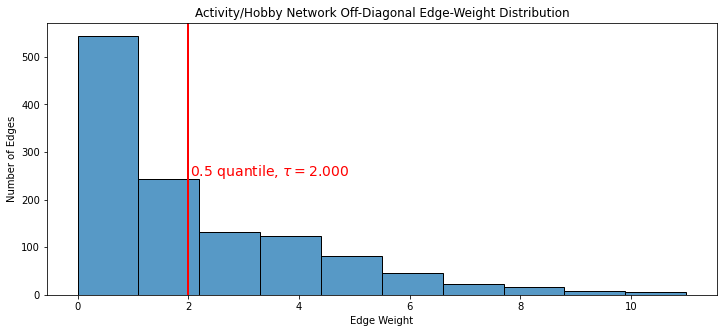 Activity/Hobby Network Off-Diagonal Edge-Weight Distribution
Number of Edges
500
400
300
200
100
0
0.5 quantile, τ = 2.000
0 2 4 6 8 10
Edge Weight